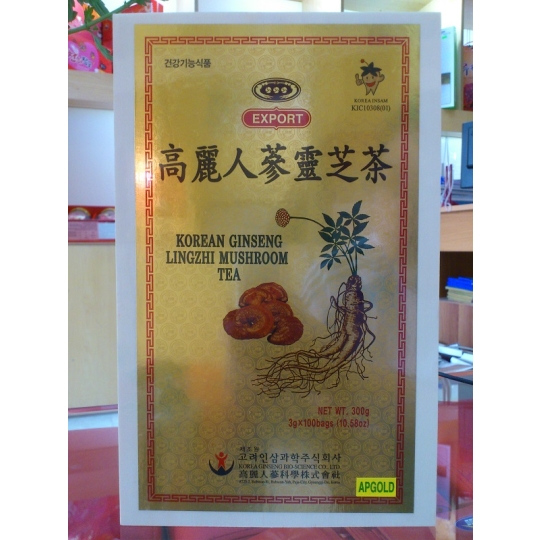 건강기능식품
EXPORT
KOREA INSAM
KIC10308(01)
高麗人蔘靈芝茶
KOREAN GINSENG
LINGZHI MUSHROOM
TEA
NET WT. 300g
3g×100bags (10.58oz)
고려인삼과학주식회사
KOREA GINSENG BIO-SCIENCE CO., LTD.
高麗人蔘科學株式會社
APGOLD